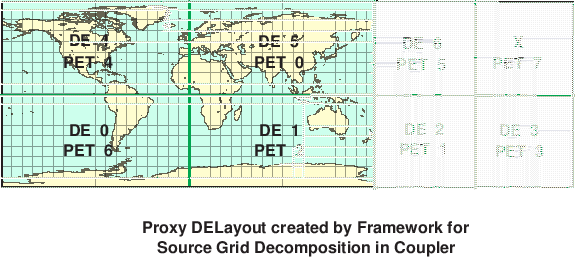 DE 4
PET 4
DE 5
PET 0
DE 6
PET 5
X
PET 7
DE 0
PET 6
DE 1
PET 2
DE 2
PET 1
DE 3
PET 3
Proxy DELayout created by Framework for
Source Grid Decomposition in Coupler